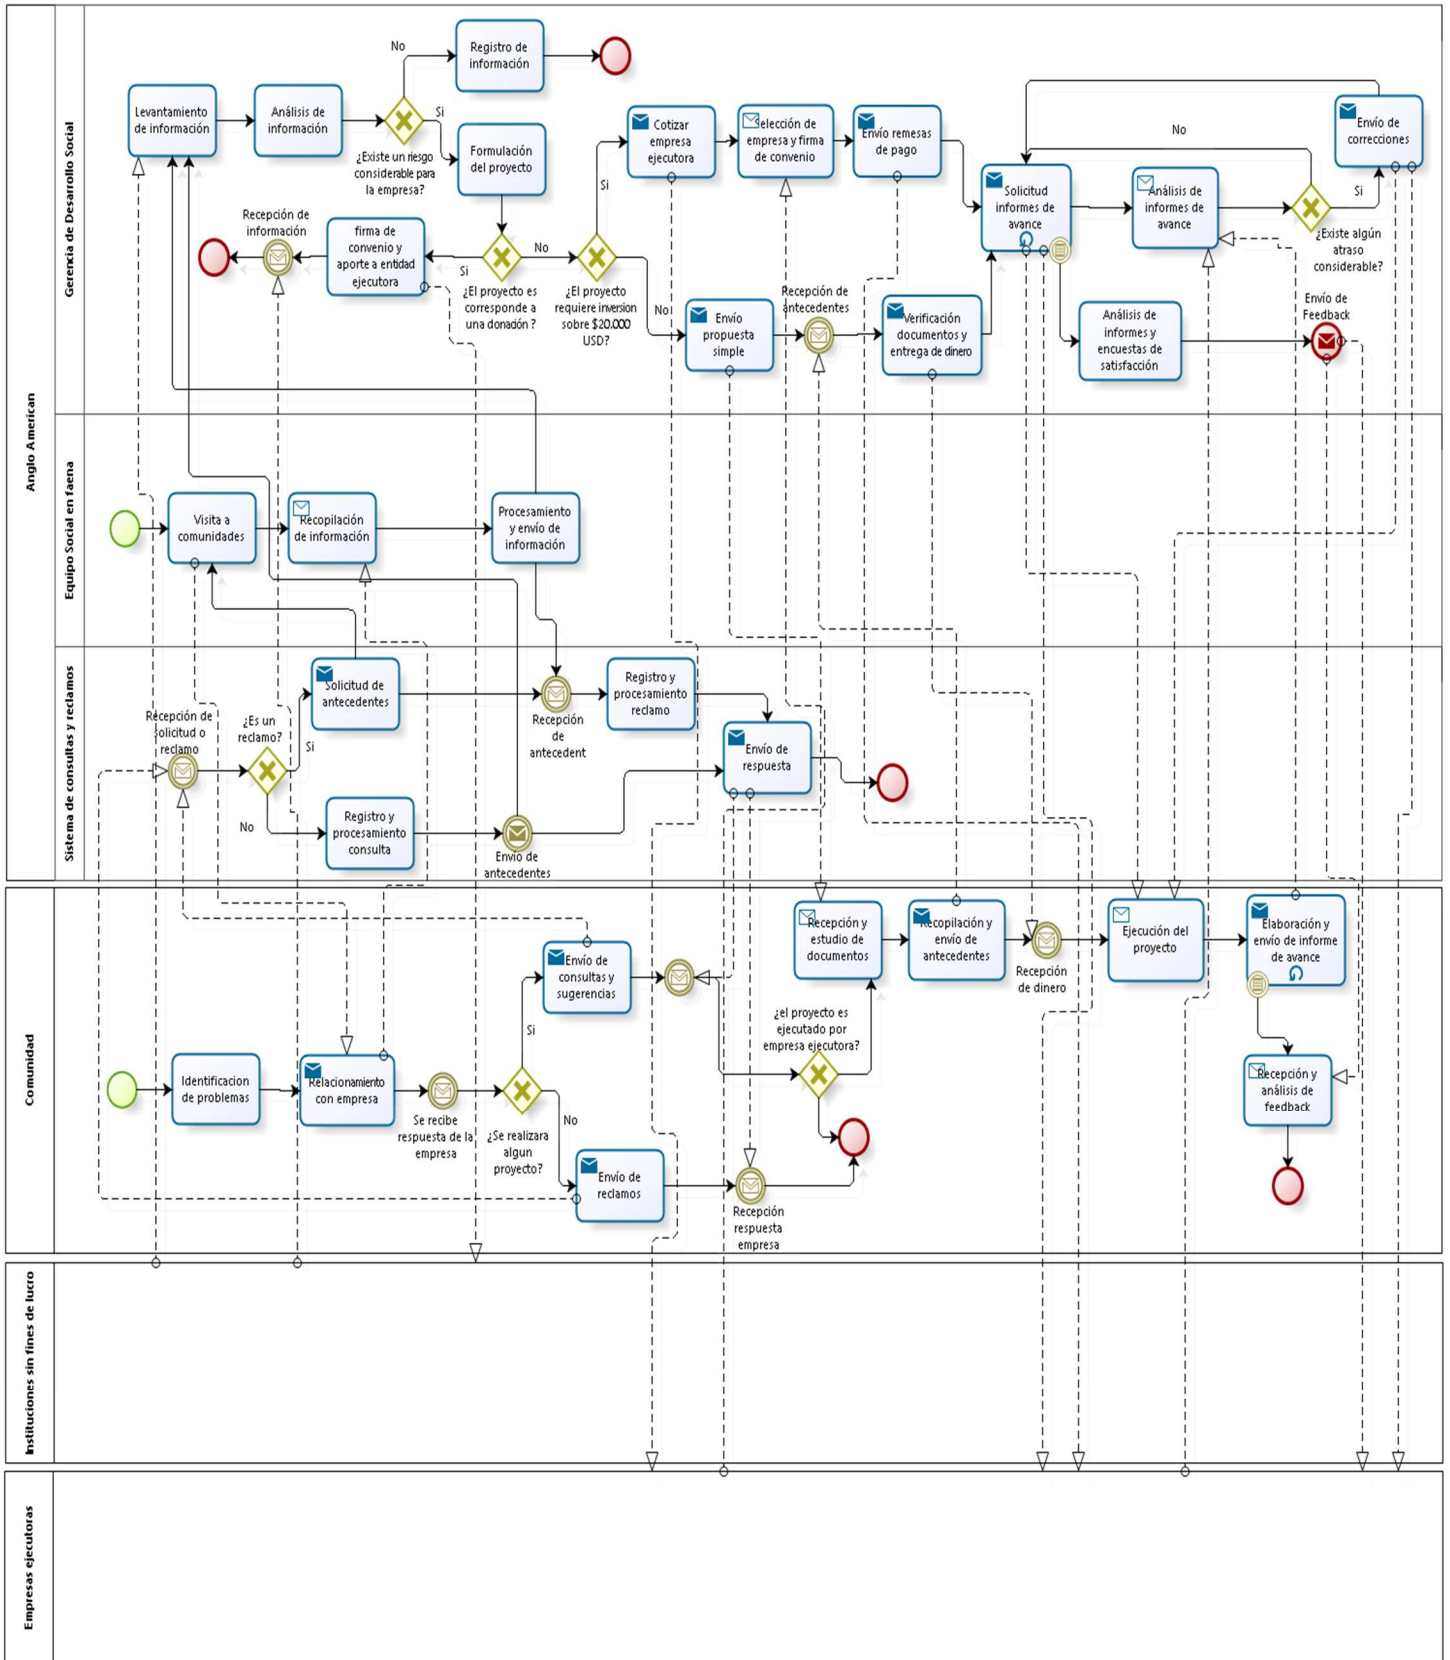 Anglo American
Gerencia de Desarrollo Social
Levantamiento
de información
Análisis de
información
No
Si
¿Existe un riesgo
considerable para
la empresa?
Registro de
información
Formulación
del proyecto
Recepción de
información
firma de
convenio y
aporte a entidad
ejecutora
Si
No
¿El proyecto es
corresponde a
una donación ?
¿El proyecto
requiere inversion
sobre $20.000
USD?
Si
No
Cotizar
empresa
ejecutora
Selección de
empresa y firma
de convenio
Envío remesas
de pago
Envío
propuesta
simple
Recepción de
antecedentes
Verificación
documentos y
entrega de dinero
Solicitud
informes de
avance
Análisis de
informes de
avance
No
Si
¿Existe algún
atraso
considerable?
Envío de
correcciones
Análisis de
informes y
encuestas de
satisfacción
Envío de
Feedback
Equipo Social en faena
Visita a
comunidades
Recopilación
de información
Procesamiento
y envío de
información
Sistema de consultas y reclamos
Recepción de
solicitud o
reclamo
¿Es un
reclamo?
Si
No
Solicitud de
antecedentes
Recepción
de
antecedent
Registro y
procesamiento
reclamo
Registro y
procesamiento
consulta
Envío de
antecedentes
Envío de
respuesta
Comunidad
Identificacion
de problemas
Relacionamiento
con empresa
Se recibe
respuesta de la
empresa
¿Se realizara
algun
proyecto?
Si
No
Envío de
consultas y
sugerencias
Envío de
reclamos
Recepción
respuesta
empresa
¿el proyecto es
ejecutado por
empresa ejecutora?
Recepción y
estudio de
documentos
Recopilación y
envío de
antecedentes
Recepción
de dinero
Ejecución del
proyecto
Elaboración y
envío de informe
de avance
Recepción y
análisis de
feedback
Instituciones sin fines de lucro
Empresas ejecutoras